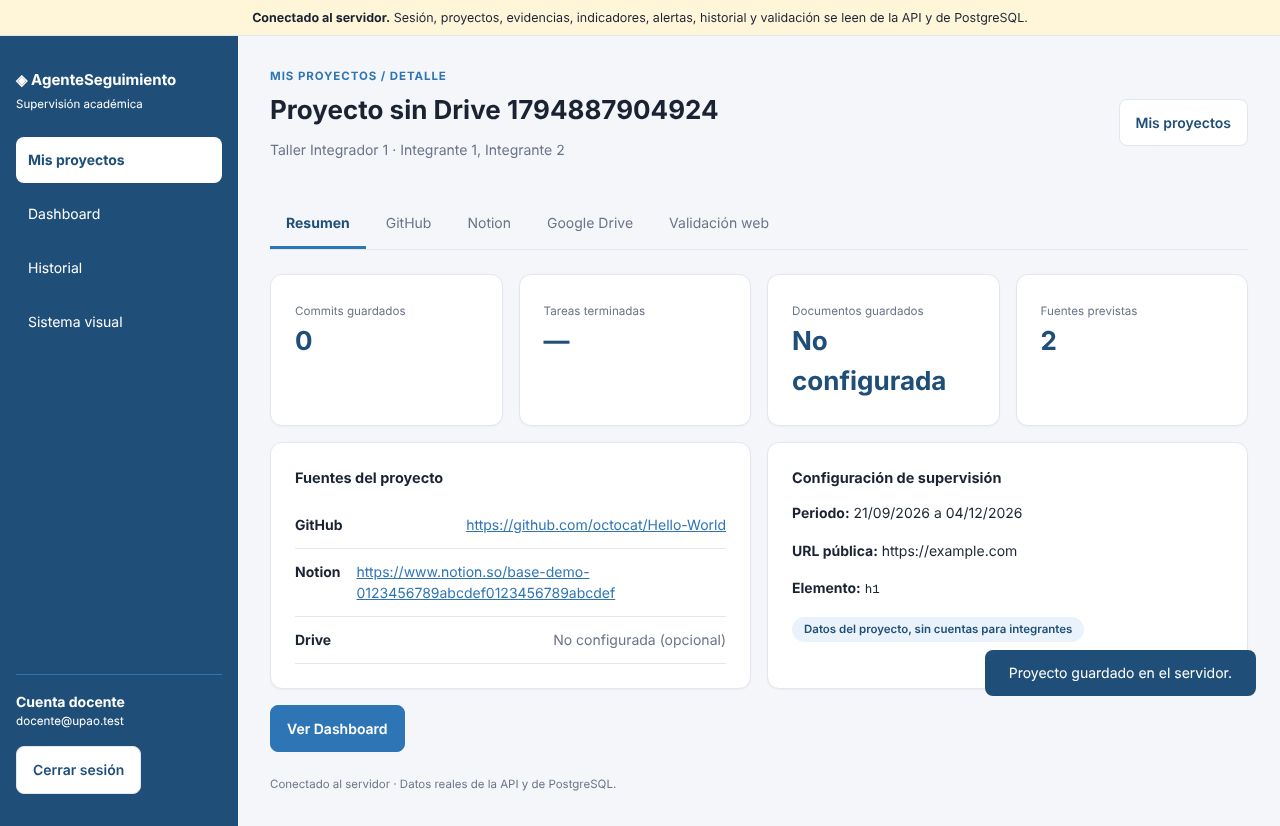 Conectado al servidor. Sesión, proyectos, evidencias, indicadores, alertas, historial y validación se leen de la API y de PostgreSQL.
◈ AgenteSeguimiento
Supervisión académica
Mis proyectos
Dashboard
Historial
Sistema visual
Cuenta docente
docente@upao.test
Cerrar sesión
MIS PROYECTOS / DETALLE
Proyecto sin Drive 1794887904924
Taller Integrador 1 · Integrante 1, Integrante 2
Mis proyectos
Resumen GitHub Notion Google Drive Validación web
Commits guardados
0
Tareas terminadas
—
Documentos guardados
No
configurada
Fuentes previstas
2
Fuentes del proyecto
GitHub https://github.com/octocat/Hello-World
Notion https://www.notion.so/base-demo-
0123456789abcdef0123456789abcdef
Drive No configurada (opcional)
Configuración de supervisión
Periodo: 21/09/2026 a 04/12/2026
URL pública: https://example.com
Elemento: h1
Datos del proyecto, sin cuentas para integrantes
Proyecto guardado en el servidor.
Ver Dashboard
Conectado al servidor · Datos reales de la API y de PostgreSQL.